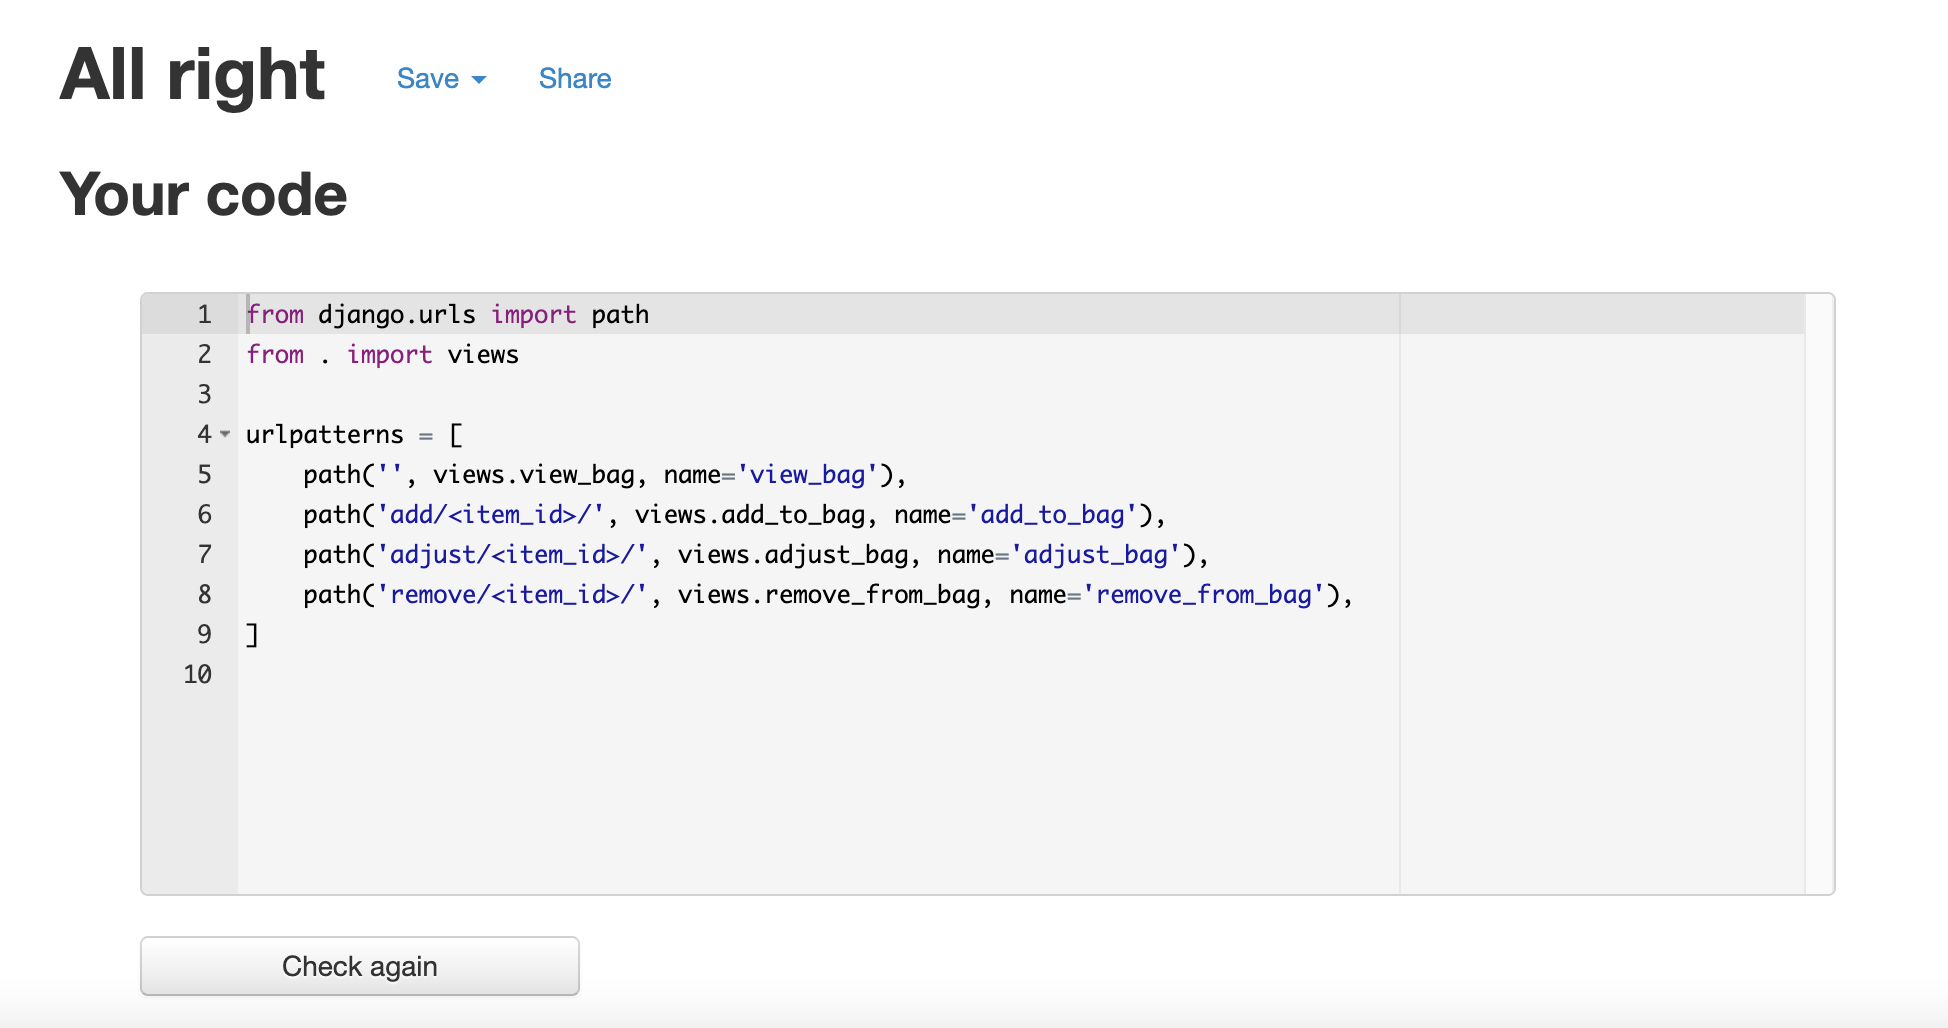 All right Save Share
Your code
1 from django.urls import path
2 from . import views
3
4 urlpatterns = [
5     path('', views.view_bag, name='view_bag'),
6     path('add/<item_id>/', views.add_to_bag, name='add_to_bag'),
7     path('adjust/<item_id>/', views.adjust_bag, name='adjust_bag'),
8     path('remove/<item_id>/', views.remove_from_bag, name='remove_from_bag'),
9 ]
10
Check again